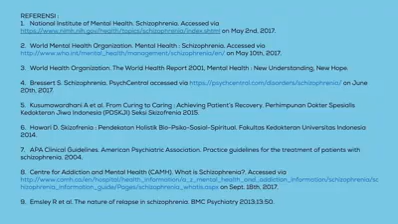 REFERENSI :
1. National Institute of Mental Health. Schizophrenia. Accessed via
https://www.nimh.nih.gov/health/topics/schizophrenia/index.shtml on May 2nd, 2017.
2. World Mental Health Organization. Mental Health : Schizophrenia. Accessed via
http://www.who.int/mental_health/management/schizophrenia/en/ on May 10th, 2017.
3. World Health Organization. The World Health Report 2001, Mental Health : New Understanding, New Hope.
4. Bressert S. Schizophrenia. PsychCentral accessed via https://psychcentral.com/disorders/schizophrenia/ on June
20th, 2017.
5. Kusumawardhani A et al. From Curing to Caring : Achieving Patient's Recovery. Perhimpunan Dokter Spesialis
Kedokteran Jiwa Indonesia (PDSKJI) Seksi Skizofrenia 2015.
6. Hawari D. Skizofrenia : Pendekatan Holistik Bio-Psiko-Sosial-Spiritual. Fakultas Kedokteran Universitas Indonesia
2014.
7. APA Clinical Guidelines. American Psychiatric Association. Practice guidelines for the treatment of patients with
schizophrenia. 2004.
8. Centre for Addiction and Mental Health (CAMH). What is Schizophrenia?. Accessed via
http://www.camh.ca/en/hospital/health_information/a_z_mental_health_and_addiction_information/schizophrenia/sc
hizophrenia_information_guide/Pages/schizophrenia_whatis.aspx on Sept. 18th, 2017.
9. Emsley R et al. The nature of relapse in schizophrenia. BMC Psychiatry 2013;13:50.